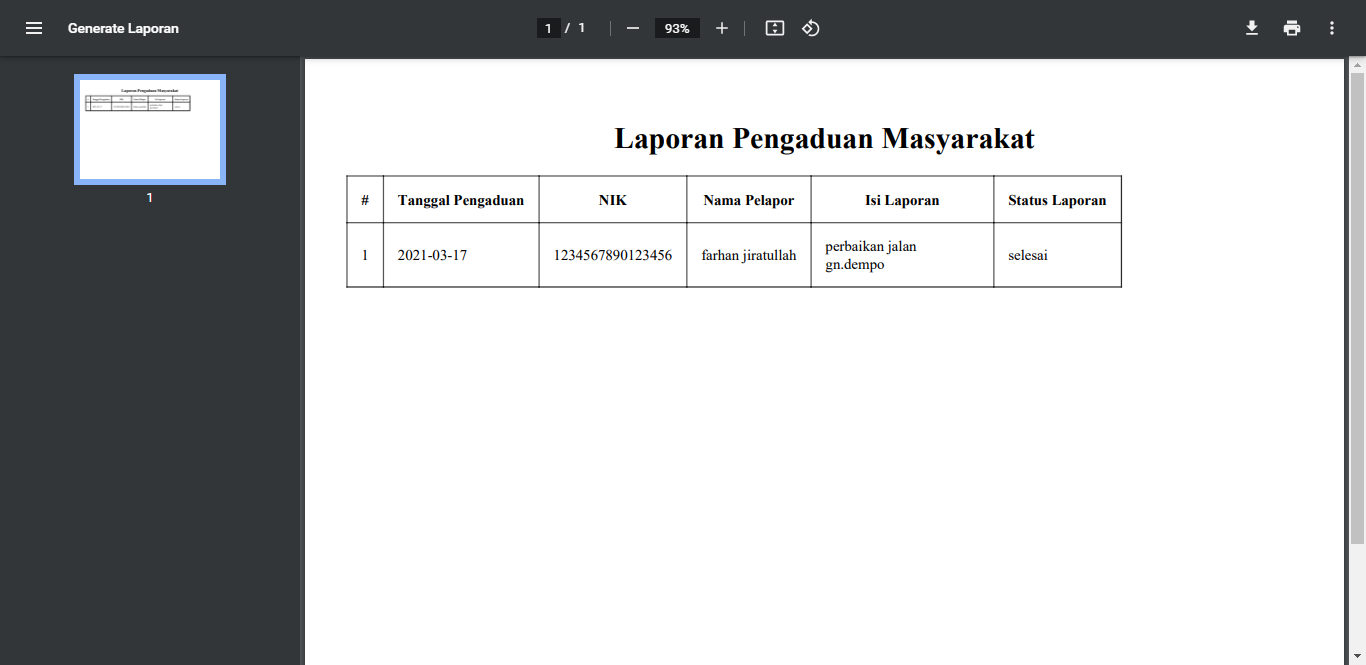 Generate Laporan
1 / 1
93%
1
Laporan Pengaduan Masyarakat
# Tanggal Pengaduan NIK Nama Pelapor Isi Laporan Status Laporan
1 2021-03-17 1234567890123456 farhan jiratullah perbaikan jalan selesai
gn.dempo